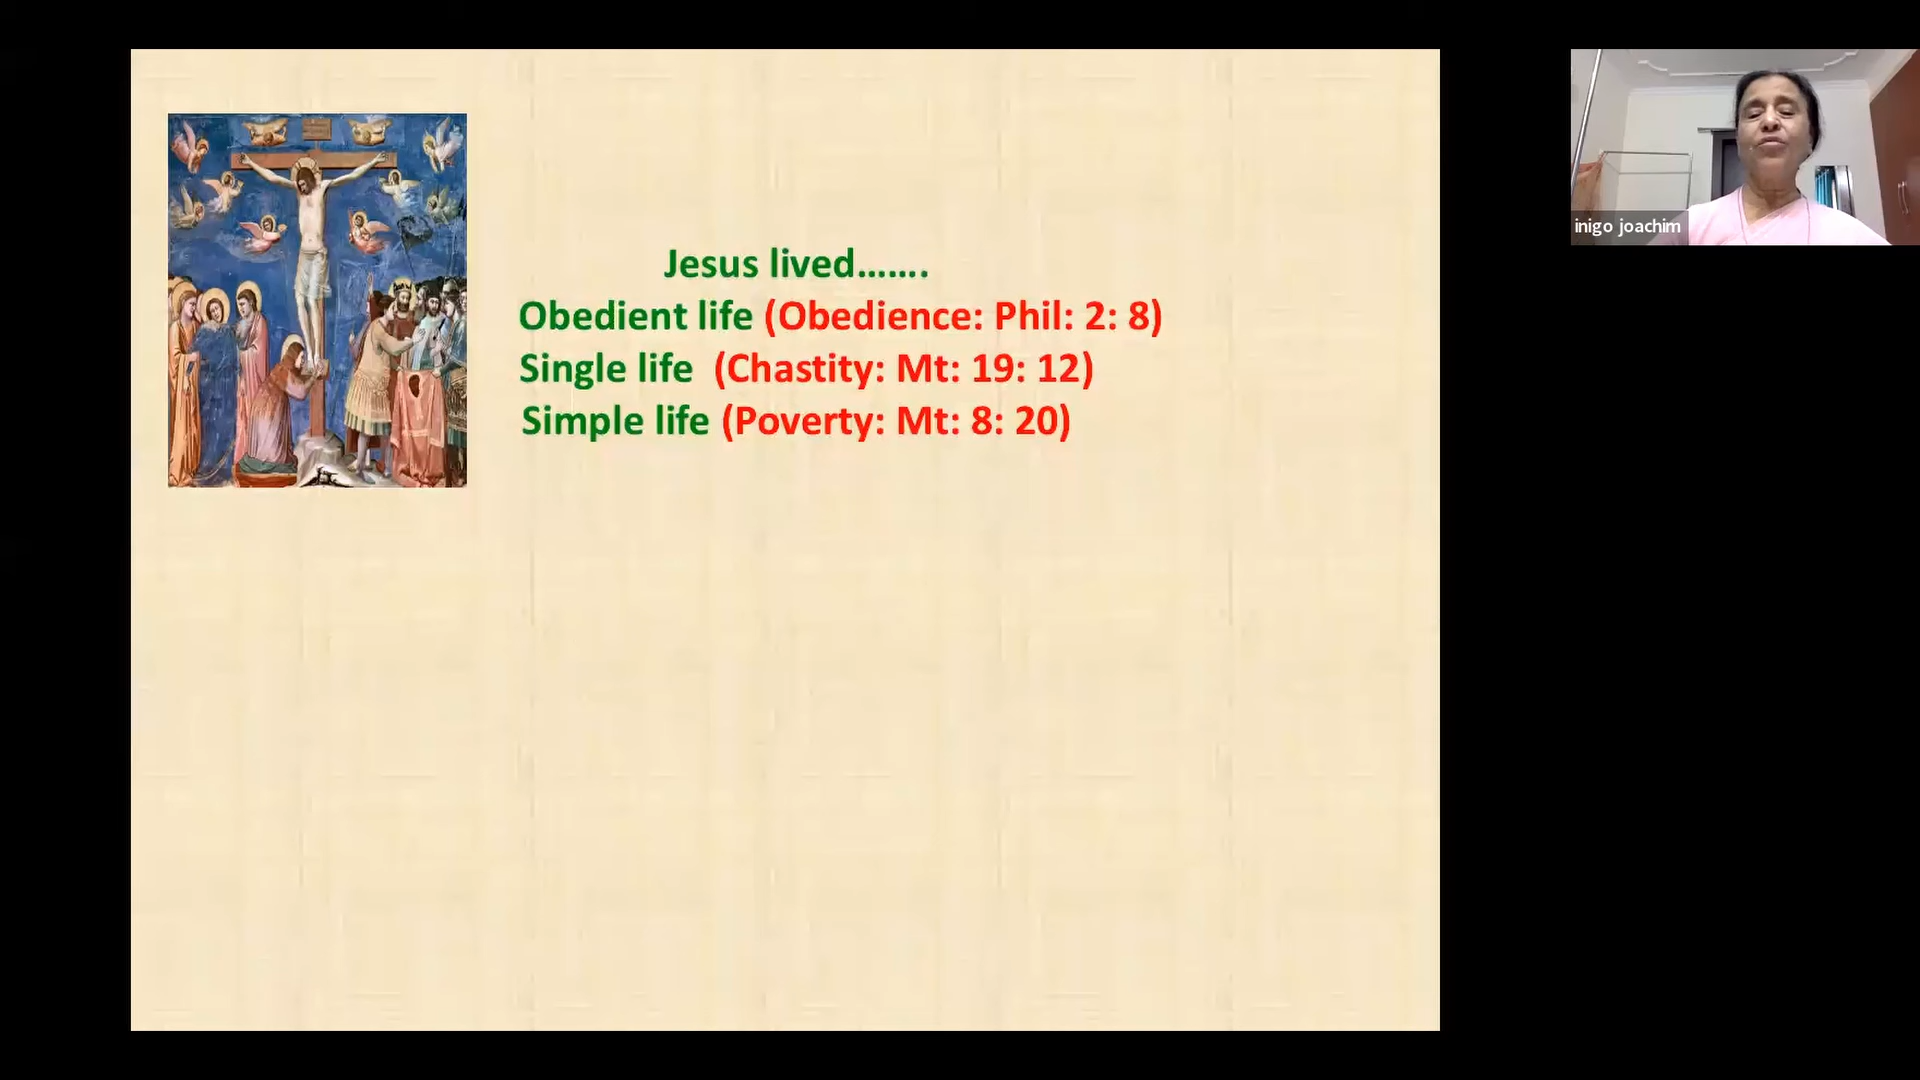 Jesus lived.......
Obedient life (Obedience: Phil: 2: 8)
Single life  (Chastity: Mt: 19: 12)
Simple life (Poverty: Mt: 8: 20)
inigo joachim